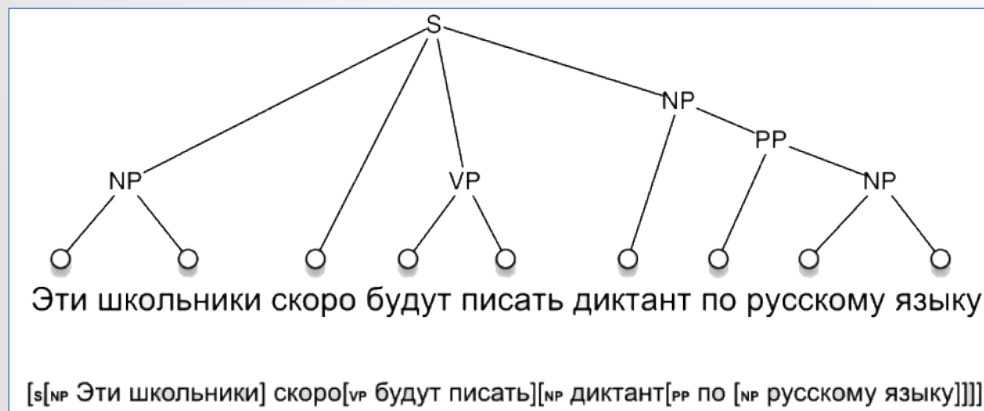 S
NP
PP
NP VP NP
Эти школьники скоро будут писать диктант по русскому языку
[S[NP Эти школьники] скоро[VP будут писать][NP диктант[PP по [NP русскому языку]]]]